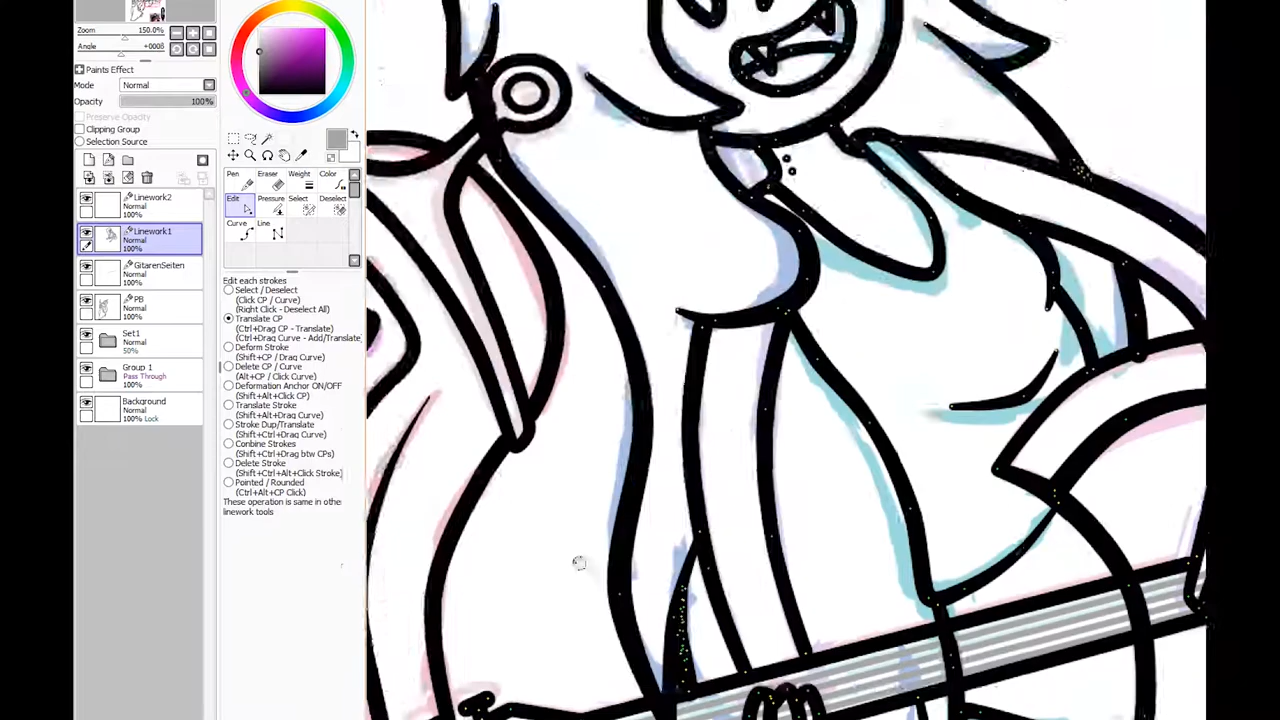 Zoom 150.0%
Angle +0008
Paints Effect
Mode Normal
Opacity 100%
Preserve Opacity
Clipping Group
Selection Source
Linework2
Normal
100%
Linework1
Normal
100%
GitarenSeiten
Normal
100%
PB
Normal
100%
Set1
50%
Group 1
Pass Through
100%
Background
Normal
100% Lock
Pen Eraser Weight Color
Edit Pressure Select Deselect
Curve Line
Edit each strokes
Select / Deselect
(Click CP / Curve)
(Right Click - Deselect All)
Translate CP
(Ctrl+Drag CP - Translate)
(Ctrl+Drag Curve - Add/Translate
Deform Stroke
(Shift+CP / Drag Curve)
Delete CP / Curve
(Alt+CP / Click Curve)
Deformation Anchor ON/OFF
(Shift+Alt+Click CP)
Translate Stroke
(Shift+Alt+Drag Curve)
Stroke Dup/Translate
(Shift+Ctrl+Drag Curve)
Conbine Strokes
(Shift+Ctrl+Drag btw CPs)
Delete Stroke
(Shift+Ctrl+Alt+Click Stroke)
Pointed / Rounded
(Ctrl+Alt+CP Click)
These operation is same in other
linework tools